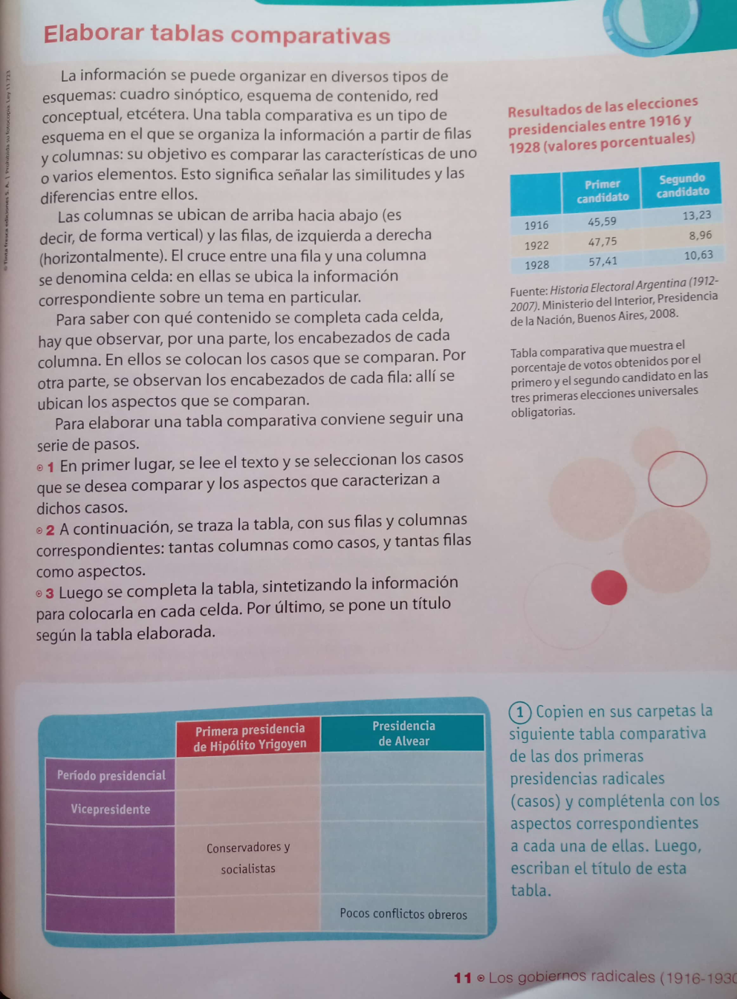 Elaborar tablas comparativas
La información se puede organizar en diversos tipos de
esquemas: cuadro sinóptico, esquema de contenido, red
conceptual, etcétera. Una tabla comparativa es un tipo de
esquema en el que se organiza la información a partir de filas
y columnas: su objetivo es comparar las características de uno
o varios elementos. Esto significa señalar las similitudes y las
diferencias entre ellos.
Las columnas se ubican de arriba hacia abajo (es
decir, de forma vertical) y las filas, de izquierda a derecha
(horizontalmente). El cruce entre una fila y una columna
se denomina celda: en ellas se ubica la información
correspondiente sobre un tema en particular.
Para saber con qué contenido se completa cada celda,
hay que observar, por una parte, los encabezados de cada
columna. En ellos se colocan los casos que se comparan. Por
otra parte, se observan los encabezados de cada fila: allí se
ubican los aspectos que se comparan.
Para elaborar una tabla comparativa conviene seguir una
serie de pasos.
1 En primer lugar, se lee el texto y se seleccionan los casos
que se desea comparar y los aspectos que caracterizan a
dichos casos.
2 A continuación, se traza la tabla, con sus filas y columnas
correspondientes: tantas columnas como casos, y tantas filas
como aspectos.
3 Luego se completa la tabla, sintetizando la información
para colocarla en cada celda. Por último, se pone un título
según la tabla elaborada.
© Tinta fresca ediciones S. A. | Prohibida su fotocopia. Ley 11.723
Resultados de las elecciones
presidenciales entre 1916 y
1928 (valores porcentuales)
Primer candidato Segundo candidato
1916 45,59 13,23
1922 47,75 8,96
1928 57,41 10,63
Fuente: Historia Electoral Argentina (1912-
2007). Ministerio del Interior, Presidencia
de la Nación, Buenos Aires, 2008.
Tabla comparativa que muestra el
porcentaje de votos obtenidos por el
primero y el segundo candidato en las
tres primeras elecciones universales
obligatorias.
Primera presidencia
de Hipólito Yrigoyen
Presidencia
de Alvear
Período presidencial
Vicepresidente
Conservadores y
socialistas
Pocos conflictos obreros
1 Copien en sus carpetas la
siguiente tabla comparativa
de las dos primeras
presidencias radicales
(casos) y complétenla con los
aspectos correspondientes
a cada una de ellas. Luego,
escriban el título de esta
tabla.
11 Los gobiernos radicales (1916-1930